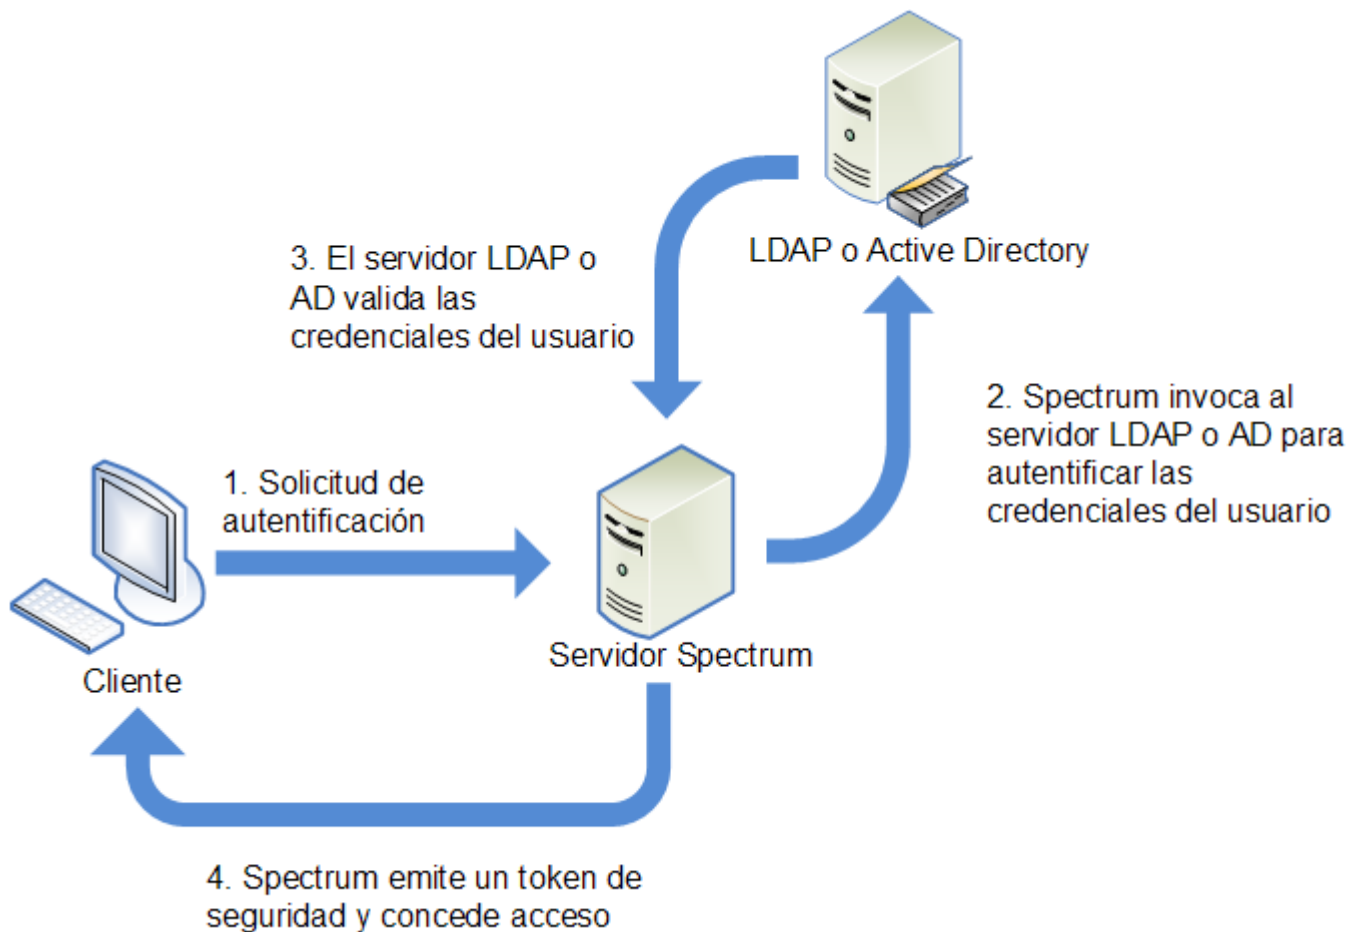 LDAP o Active Directory
3. El servidor LDAP o
AD valida las
credenciales del usuario
2. Spectrum invoca al
servidor LDAP o AD para
autentificar las
credenciales del usuario
1. Solicitud de
autentificación
Servidor Spectrum
Cliente
4. Spectrum emite un token de
seguridad y concede acceso